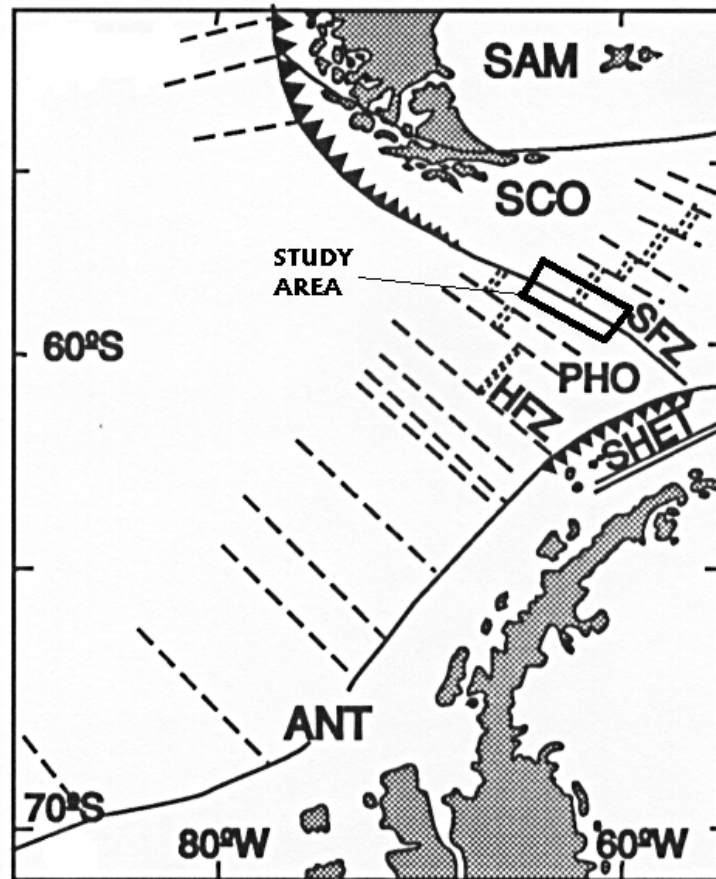 SAM
SCO
STUDY
AREA
SFZ
60ºS
PHO
HFZ
SHET
ANT
70ºS
80ºW
60ºW